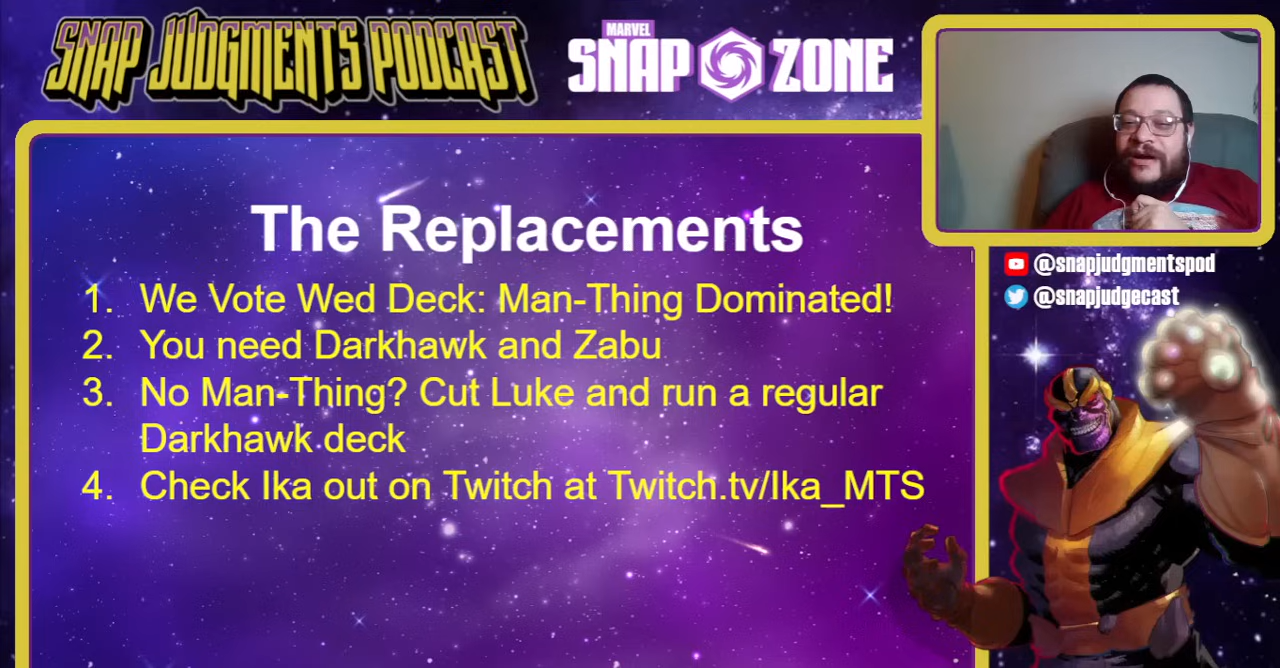 SNAP JUDGMENTS PODCAST
MARVEL
SNAP ZONE
The Replacements
1. We Vote Wed Deck: Man-Thing Dominated!
2. You need Darkhawk and Zabu
3. No Man-Thing? Cut Luke and run a regular
Darkhawk deck
4. Check Ika out on Twitch at Twitch.tv/Ika_MTS
@snapjudgmentspod
@snapjudgecast